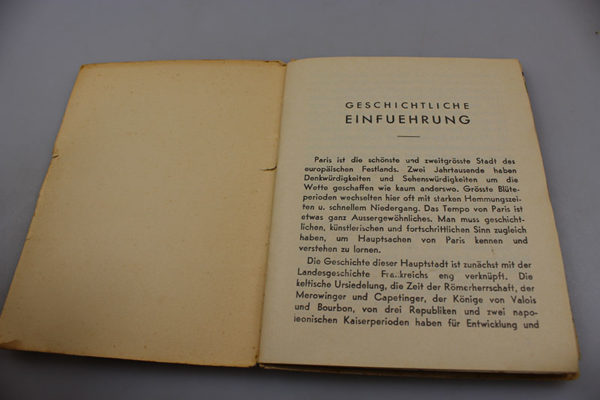 GESCHICHTLICHE
EINFUEHRUNG
Paris ist die schönste und zweitgrösste Stadt des
europäischen Festlands. Zwei Jahrtausende haben
Denkwürdigkeiten und Sehenswürdigkeiten um die
Wette geschaffen wie kaum anderswo. Grösste Blüte-
perioden wechselten hier oft mit starken Hemmungszei-
ten u. schnellem Niedergang. Das Tempo von Paris ist
etwas ganz Aussergewöhnliches. Man muss geschicht-
lichen, künstlerischen und fortschrittlichen Sinn zugleich
haben, um Hauptsachen von Paris kennen und
verstehen zu lernen.
Die Geschichte dieser Hauptstadt ist zunächst mit der
Landesgeschichte Frankreichs eng verknüpft. Die
keltische Ursiedelung, die Zeit der Römerherrschaft, der
Merowinger und Capetinger, der Könige von Valois
und Bourbon, von drei Republiken und zwei napo-
leonischen Kaiserperioden haben für Entwicklung und